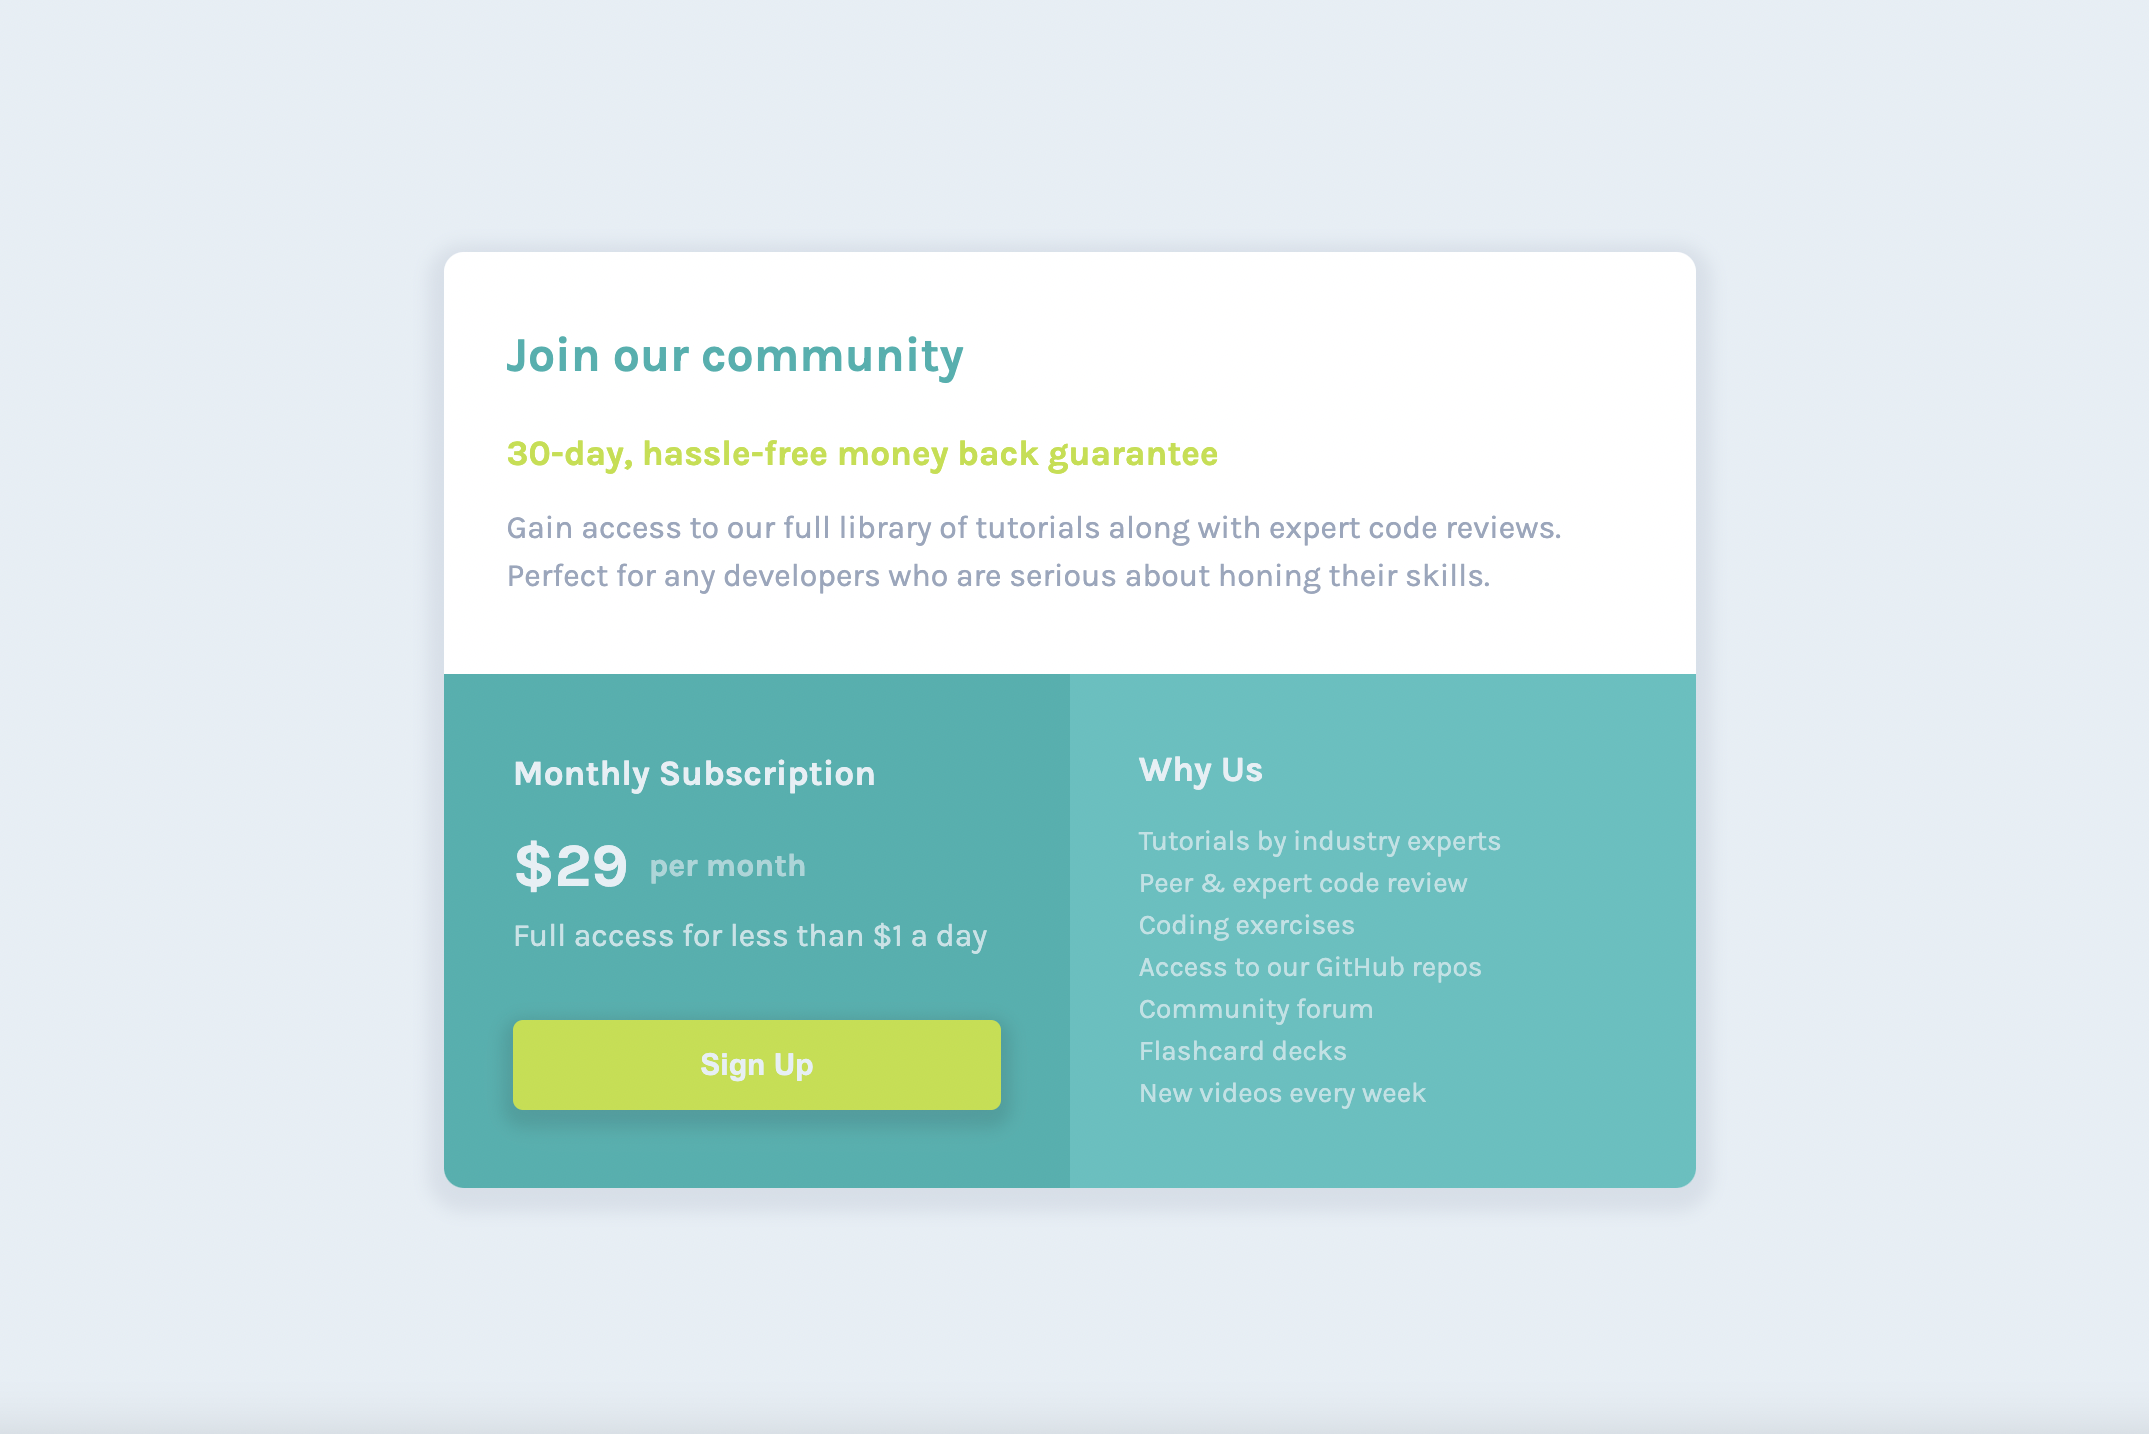 Join our community
30-day, hassle-free money back guarantee
Gain access to our full library of tutorials along with expert code reviews.
Perfect for any developers who are serious about honing their skills.
Monthly Subscription
$29 per month
Full access for less than $1 a day
Sign Up
Why Us
Tutorials by industry experts
Peer & expert code review
Coding exercises
Access to our GitHub repos
Community forum
Flashcard decks
New videos every week